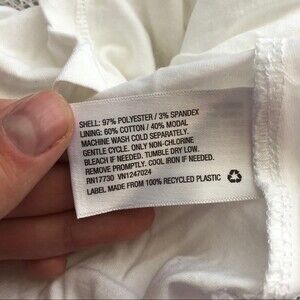 SHELL: 97% POLYESTER / 3% SPANDEX
LINING: 60% COTTON / 40% MODAL
MACHINE WASH COLD SEPARATELY.
GENTLE CYCLE. ONLY NON-CHLORINE
BLEACH IF NEEDED. TUMBLE DRY LOW.
REMOVE PROMPTLY. COOL IRON IF NEEDED.
RN17730 VN1247024
LABEL MADE FROM 100% RECYCLED PLASTIC